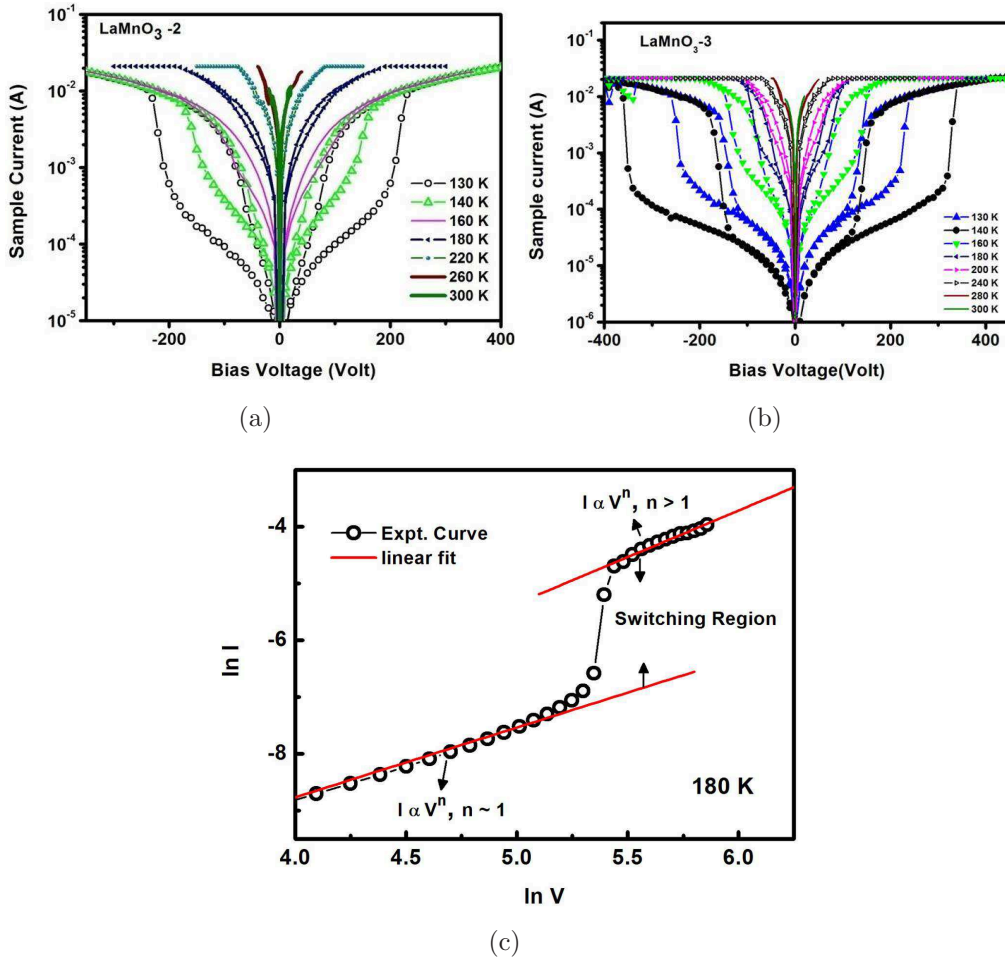 LaMnO3 -2
10^-1
10^-2
10^-3
10^-4
10^-5
Sample Current (A)
-200 0 200 400
Bias Voltage (Volt)
130 K
140 K
160 K
180 K
220 K
260 K
300 K
(a)
LaMnO3-3
10^-1
10^-2
10^-3
10^-4
10^-5
10^-6
Sample current (A)
-400 -200 0 200 400
Bias Voltage(Volt)
130 K
140 K
160 K
180 K
200 K
240 K
280 K
300 K
(b)
-4
-6
-8
ln I
Expt. Curve
linear fit
I α V^n, n > 1
Switching Region
I α V^n, n ~ 1
180 K
4.0 4.5 5.0 5.5 6.0
ln V
(c)